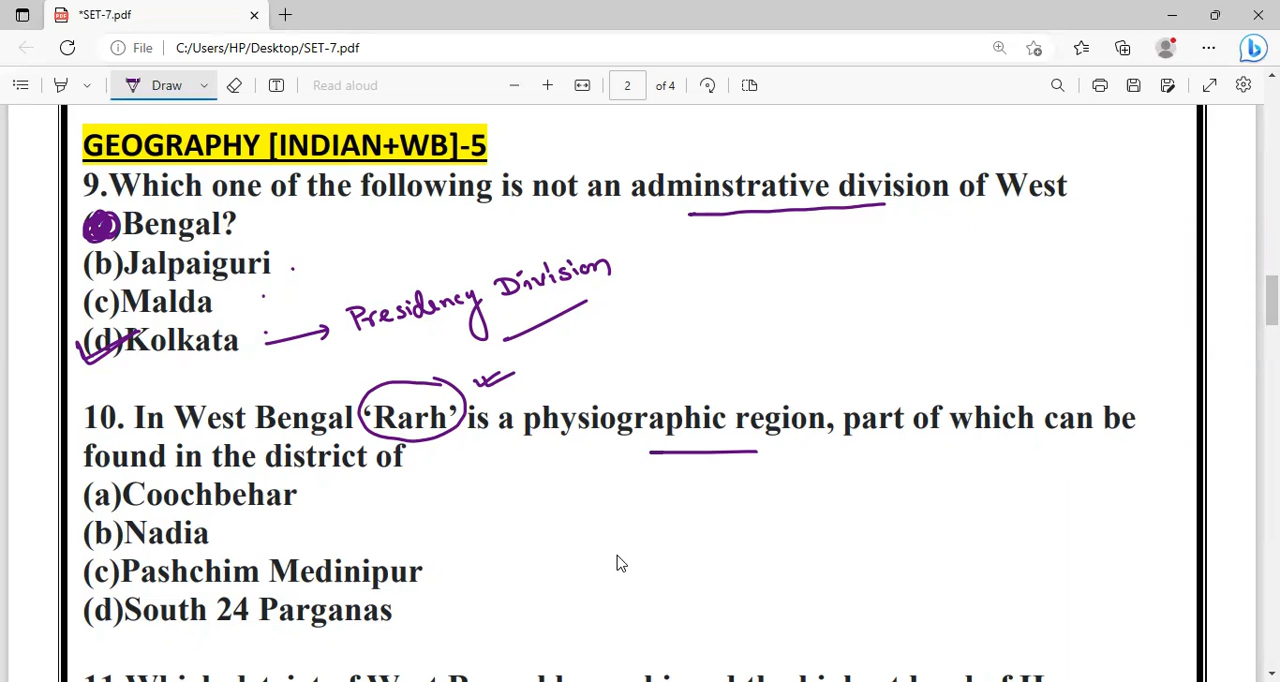 *SET-7.pdf
File C:/Users/HP/Desktop/SET-7.pdf
Draw Read aloud 2 of 4
GEOGRAPHY [INDIAN+WB]-5
9.Which one of the following is not an adminstrative division of West
Bengal?
(b)Jalpaiguri
(c)Malda
Presidency Division
(d)Kolkata
10. In West Bengal ‘Rarh’ is a physiographic region, part of which can be
found in the district of
(a)Coochbehar
(b)Nadia
(c)Pashchim Medinipur
(d)South 24 Parganas